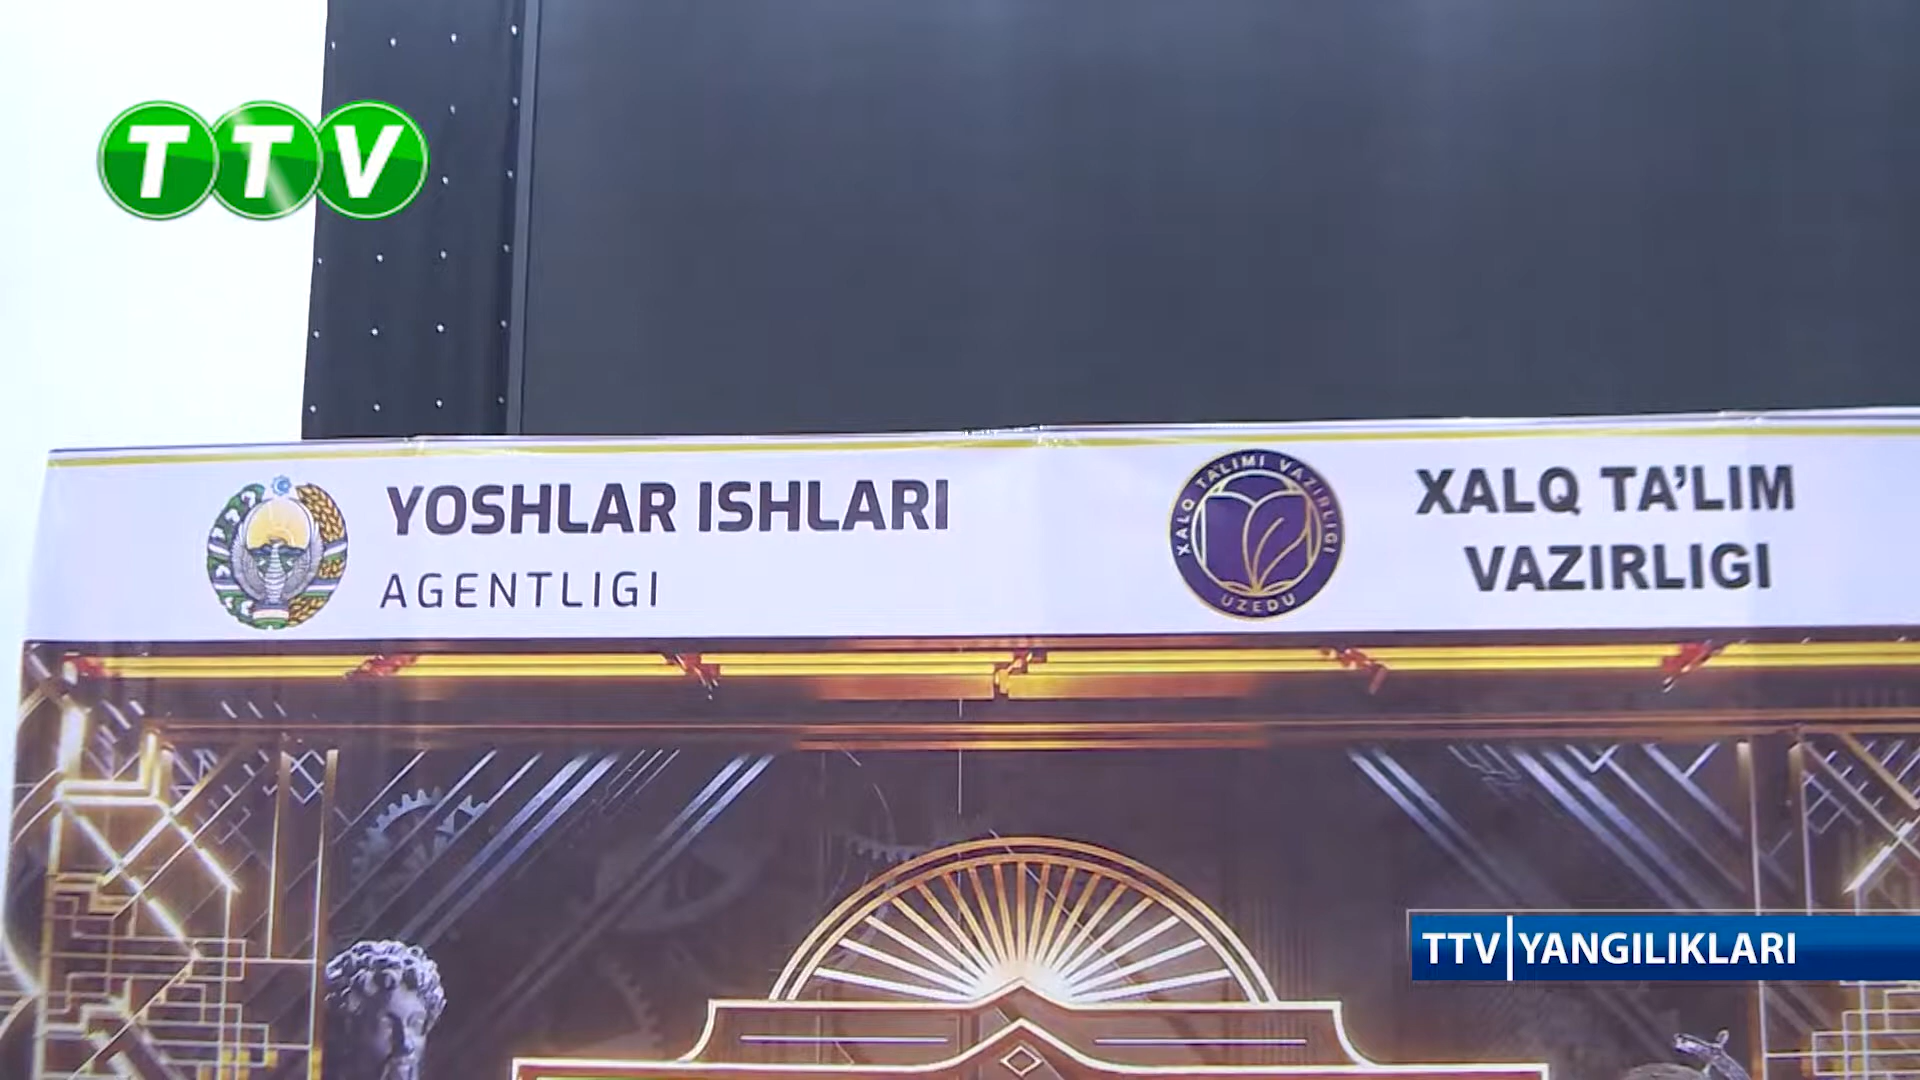 TTV
YOSHLAR ISHLARI
AGENTLIGI
XALQ TA'LIMI VAZIRLIGI
UZEDU
XALQ TA’LIM
VAZIRLIGI
TTV YANGILIKLARI